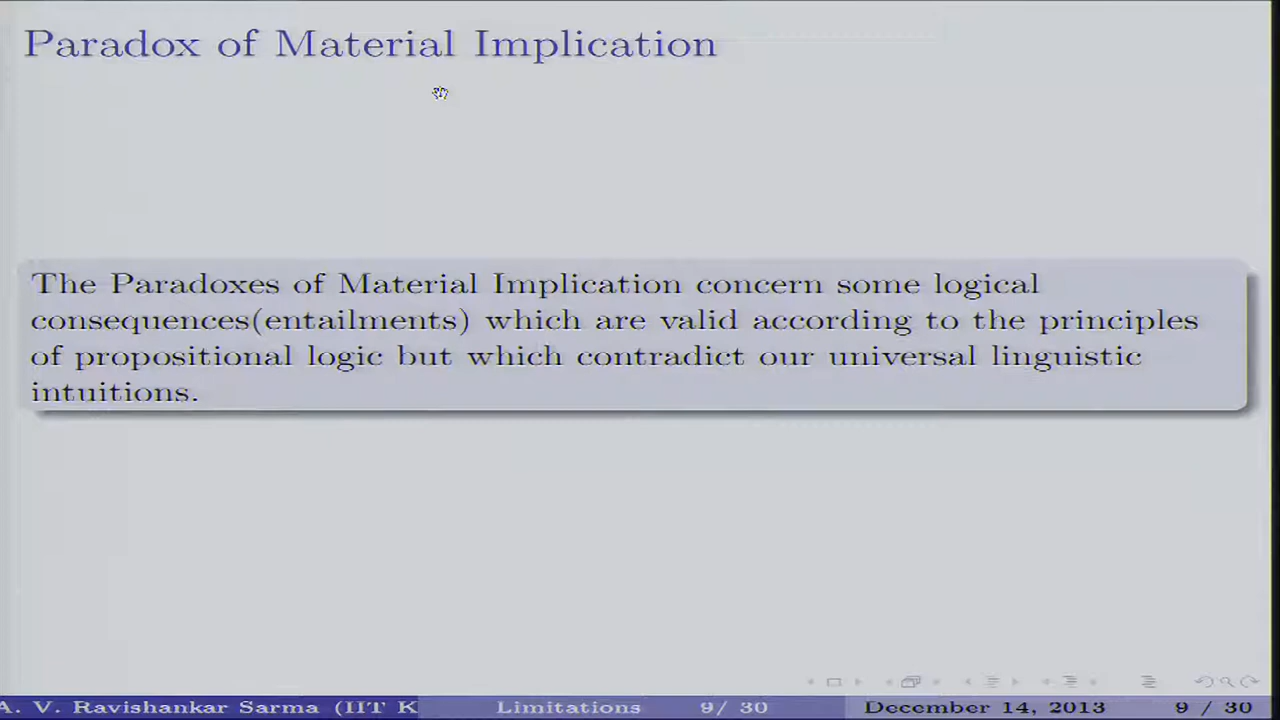 Paradox of Material Implication
The Paradoxes of Material Implication concern some logical
consequences(entailments) which are valid according to the principles
of propositional logic but which contradict our universal linguistic
intuitions.
A. V. Ravishankar Sarma (IIT K Limitations 9/ 30 December 14, 2013 9 / 30